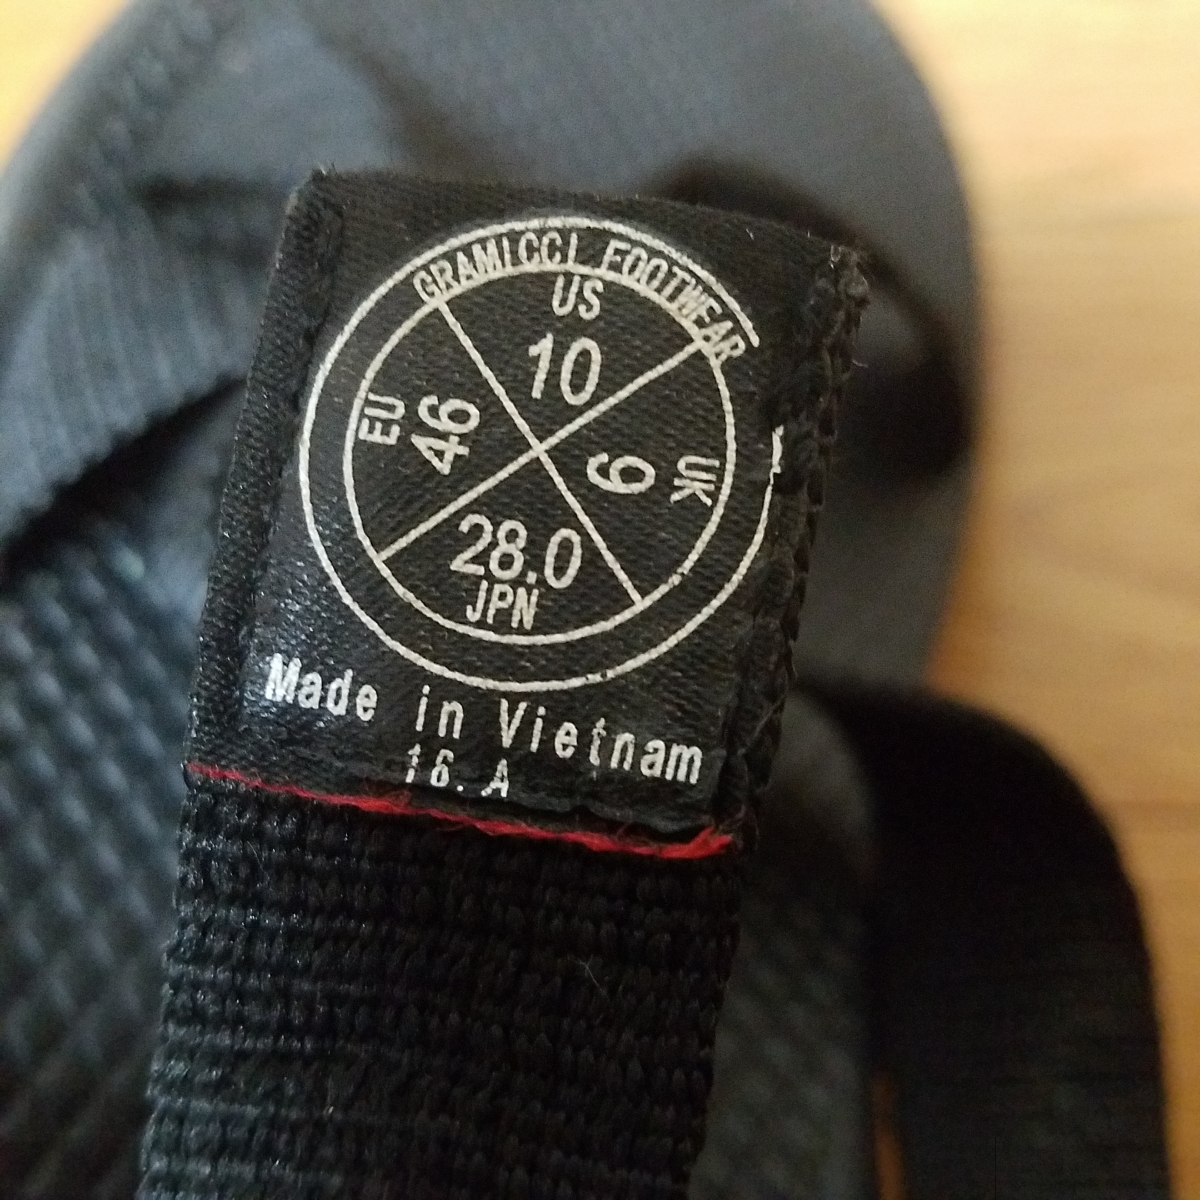 GRAMICCI FOOTWEAR
US
10
EU
46
9
UK
28.0
JPN
Made in Vietnam
16. A